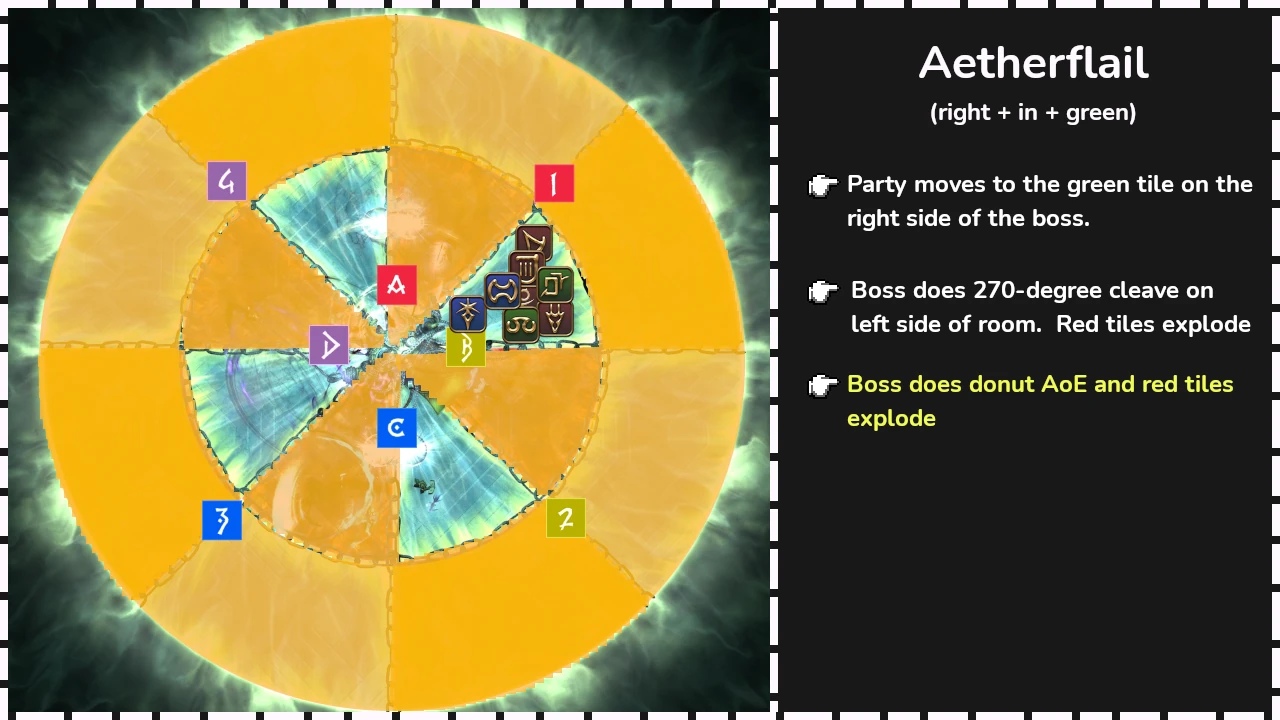 Aetherflail
(right + in + green)
Party moves to the green tile on the
right side of the boss.
Boss does 270-degree cleave on
left side of room.  Red tiles explode
Boss does donut AoE and red tiles
explode
4
1
A
D
B
C
3
2